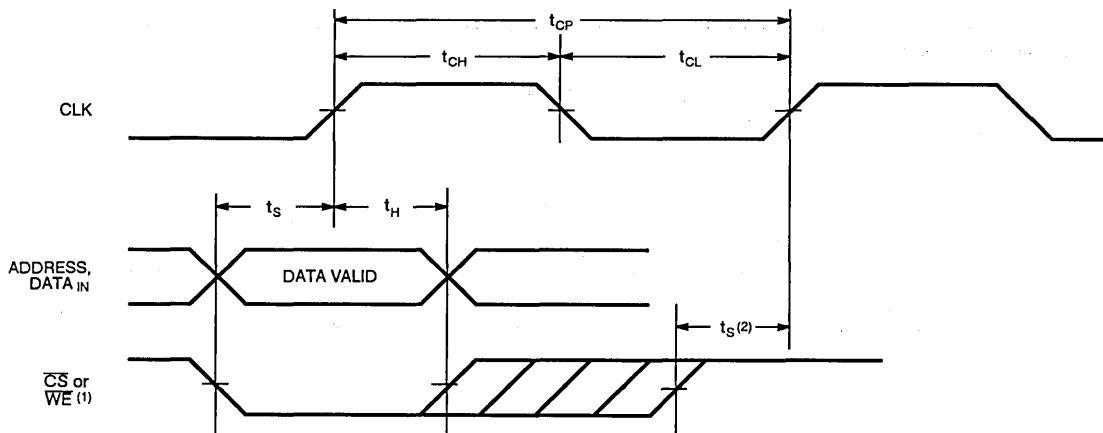 tCP
tCH
tCL
CLK
tS
tH
ADDRESS,
DATA IN
DATA VALID
tS(2)
CS or
WE (1)